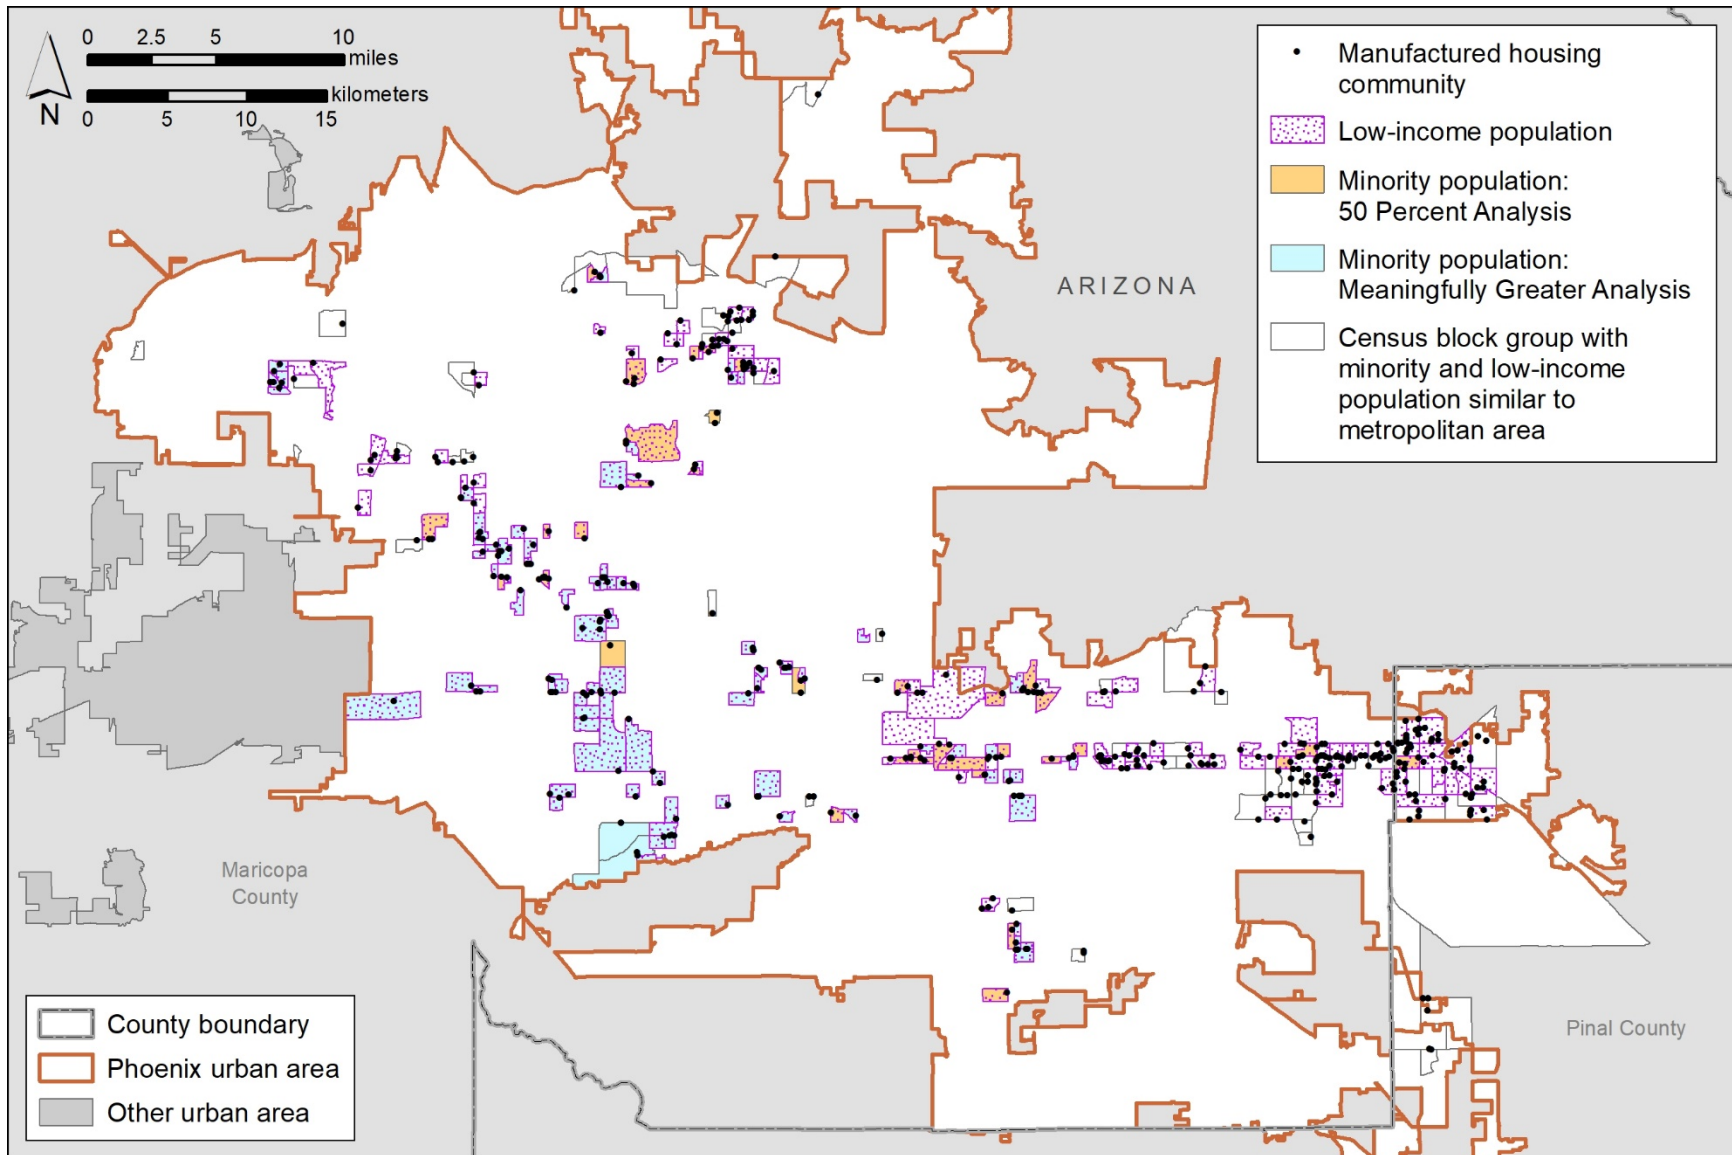 0 2.5 5 10
miles
kilometers
0 5 10 15
N
Manufactured housing
community
Low-income population
Minority population:
50 Percent Analysis
Minority population:
Meaningfully Greater Analysis
Census block group with
minority and low-income
population similar to
metropolitan area
ARIZONA
Maricopa
County
Pinal County
County boundary
Phoenix urban area
Other urban area